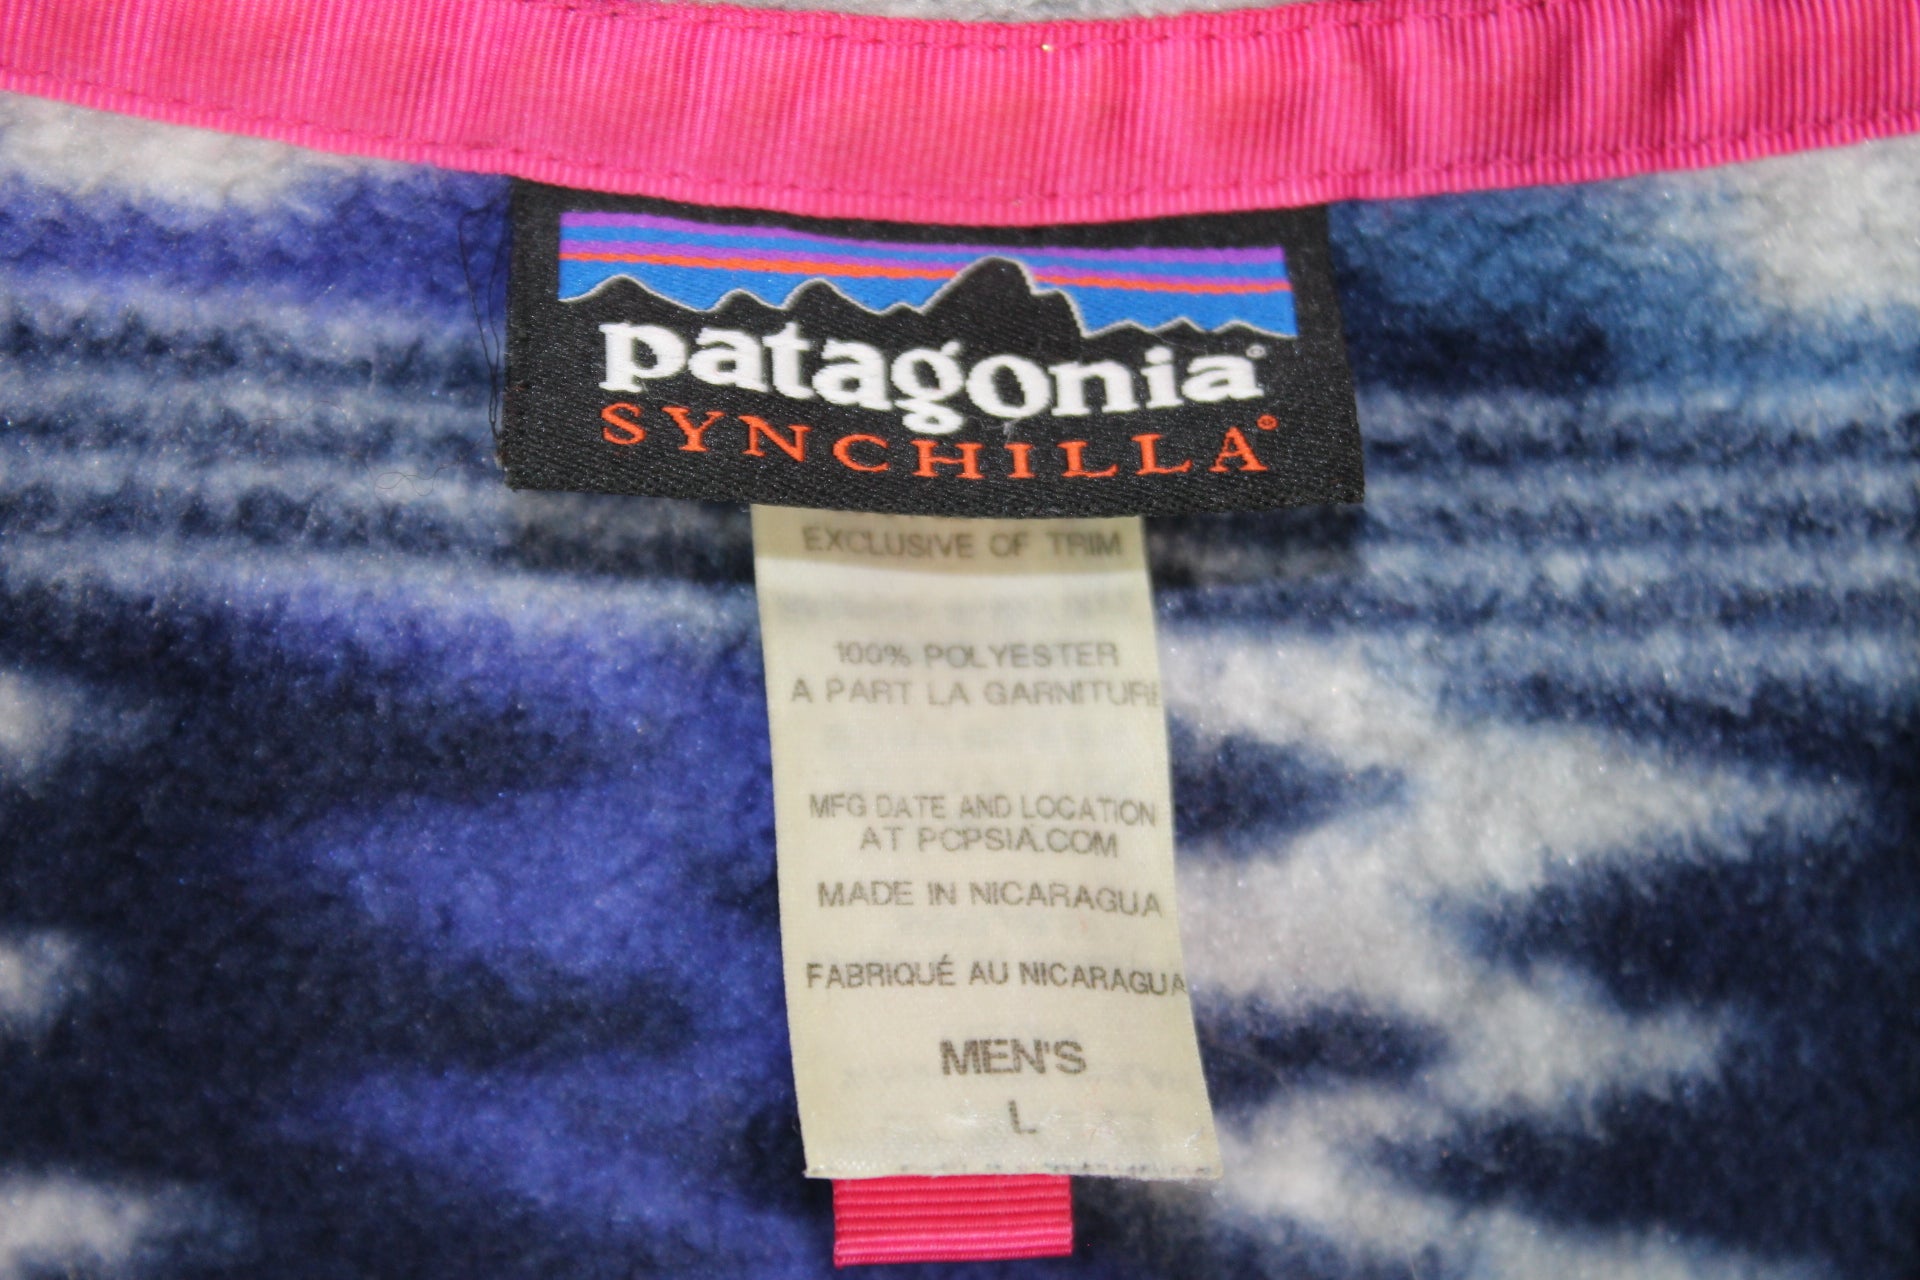 patagonia®
SYNCHILLA®
EXCLUSIVE OF TRIM
100% POLYESTER
A PART LA GARNITURE
MFG DATE AND LOCATION
AT PCPSIA.COM
MADE IN NICARAGUA
FABRIQUÉ AU NICARAGUA
MEN'S
L